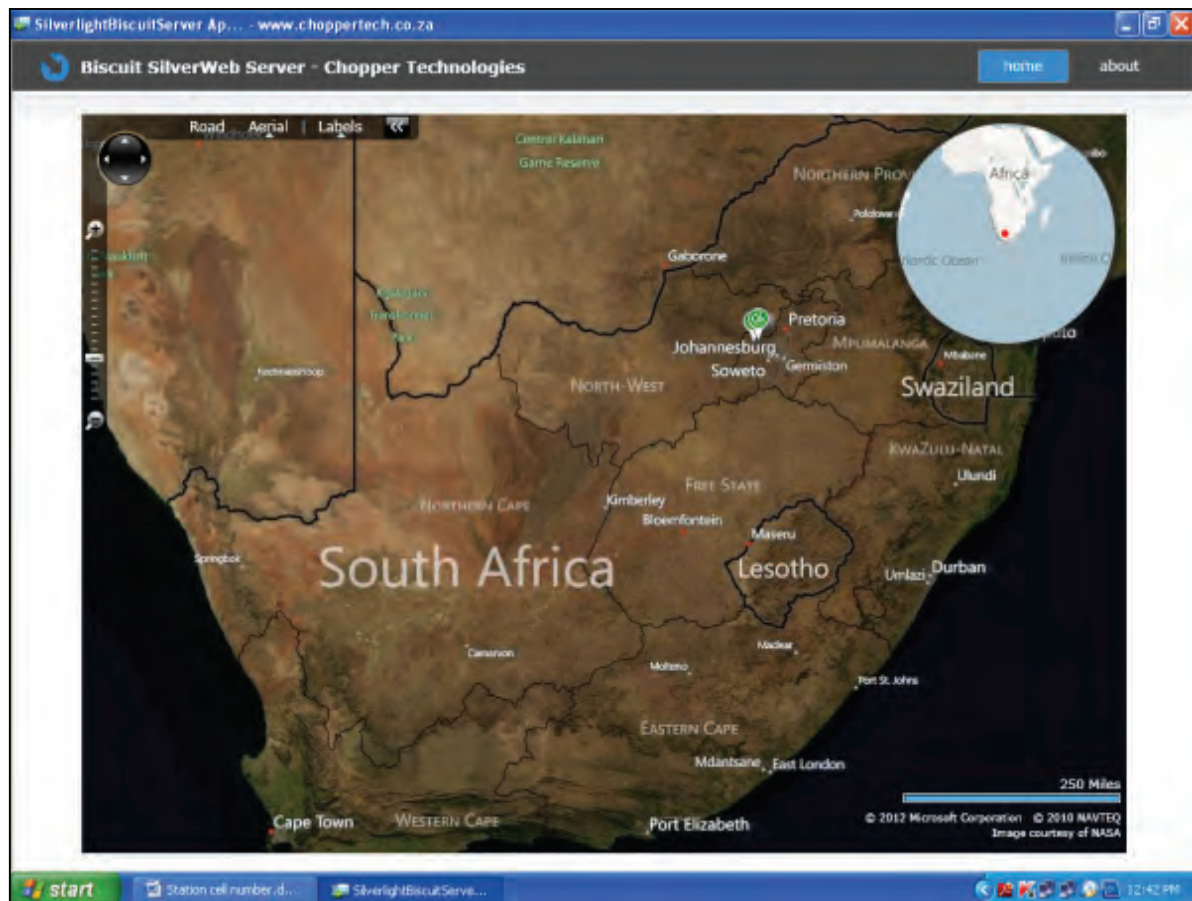 SilverlightBiscuitServer Ap... - www.choppertech.co.za
Biscuit SilverWeb Server - Chopper Technologies
home
about
Road Aerial | Labels
Central Kalahari
Game Reserve
NORTHERN PROV
Africa
Gaborone
Pretoria
Johannesburg
Soweto
Germiston
MPUMALANGA
Mbabane
Swaziland
NORTH-WEST
Keetmanshoop
KWAZULU-NATAL
Ulundi
FREE STATE
NORTHERN CAPE
Kimberley
Bloemfontein
Maseru
South Africa
Lesotho
Springbok
Umlazi
Durban
Carnarvon
Maclear
Molteno
Port St. Johns
EASTERN CAPE
Mdantsane
East London
250 Miles
Cape Town
WESTERN CAPE
Port Elizabeth
© 2012 Microsoft Corporation © 2010 NAVTEQ
Image courtesy of NASA
start
Station cell number.d...
SilverlightBiscuitServe...
12:42 PM